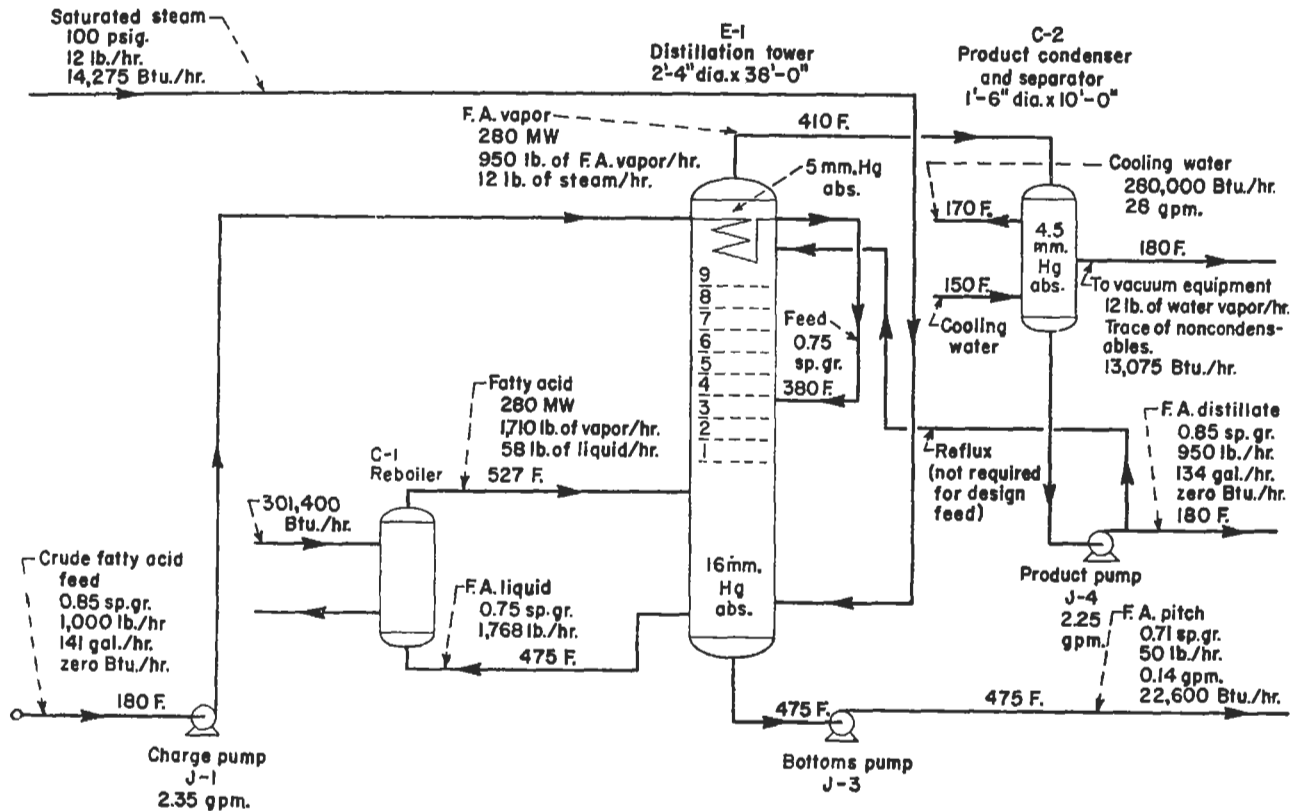 Saturated steam
100 psig.
12 lb./hr.
14,275 Btu./hr.
E-1
Distillation tower
2'-4" dia. x 38'-0"
C-2
Product condenser
and separator
1'-6" dia. x 10'-0"
F. A. vapor
280 MW
950 lb. of F. A. vapor/hr.
12 lb. of steam/hr.
410 F.
5 mm. Hg
abs.
Cooling water
280,000 Btu./hr.
28 gpm.
170 F.
4.5
mm.
Hg
abs.
180 F.
150 F.
Cooling
water
To vacuum equipment
12 lb. of water vapor/hr.
Trace of noncondens-
ables.
13,075 Btu./hr.
9
8
7
6
5
4
3
2
1
Feed
0.75
sp. gr.
380 F.
Fatty acid
280 MW
1,710 lb. of vapor/hr.
58 lb. of liquid/hr.
527 F.
C-1
Reboiler
301,400
Btu./hr.
Reflux
(not required
for design
feed)
F. A. distillate
0.85 sp. gr.
950 lb./hr.
134 gal./hr.
zero Btu./hr.
180 F.
Crude fatty acid
feed
0.85 sp. gr.
1,000 lb./hr
141 gal./hr.
zero Btu./hr.
180 F.
F. A. liquid
0.75 sp. gr.
1,768 lb./hr.
475 F.
16 mm.
Hg
abs.
Product pump
J-4
2.25
gpm.
F. A. pitch
0.71 sp. gr.
50 lb./hr.
0.14 gpm.
22,600 Btu./hr.
475 F.
475 F.
Charge pump
J-1
2.35 gpm.
Bottoms pump
J-3